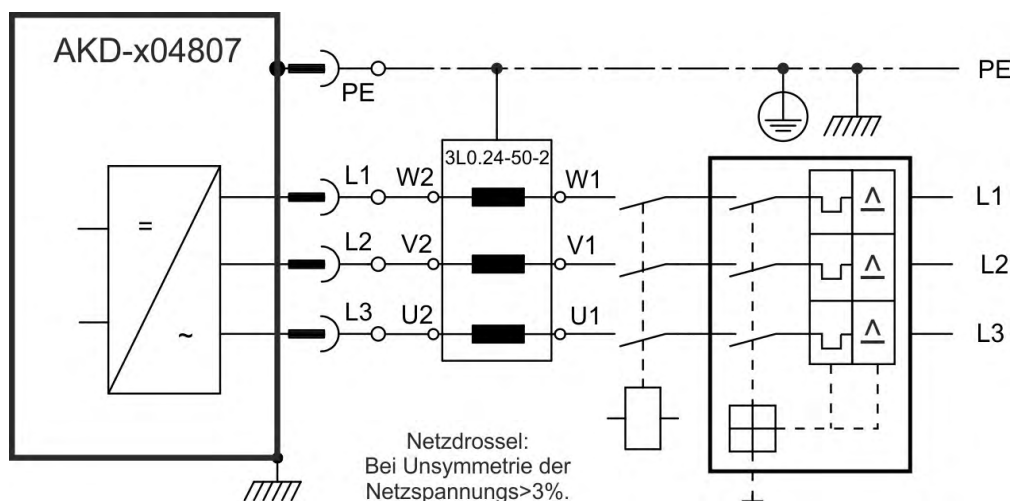 AKD-x04807
PE
PE
3L0.24-50-2
L1 W2 W1 L1
L2 V2 V1 L2
L3 U2 U1 L3
=
~
Netzdrossel:
Bei Unsymmetrie der
Netzspannungs>3%.